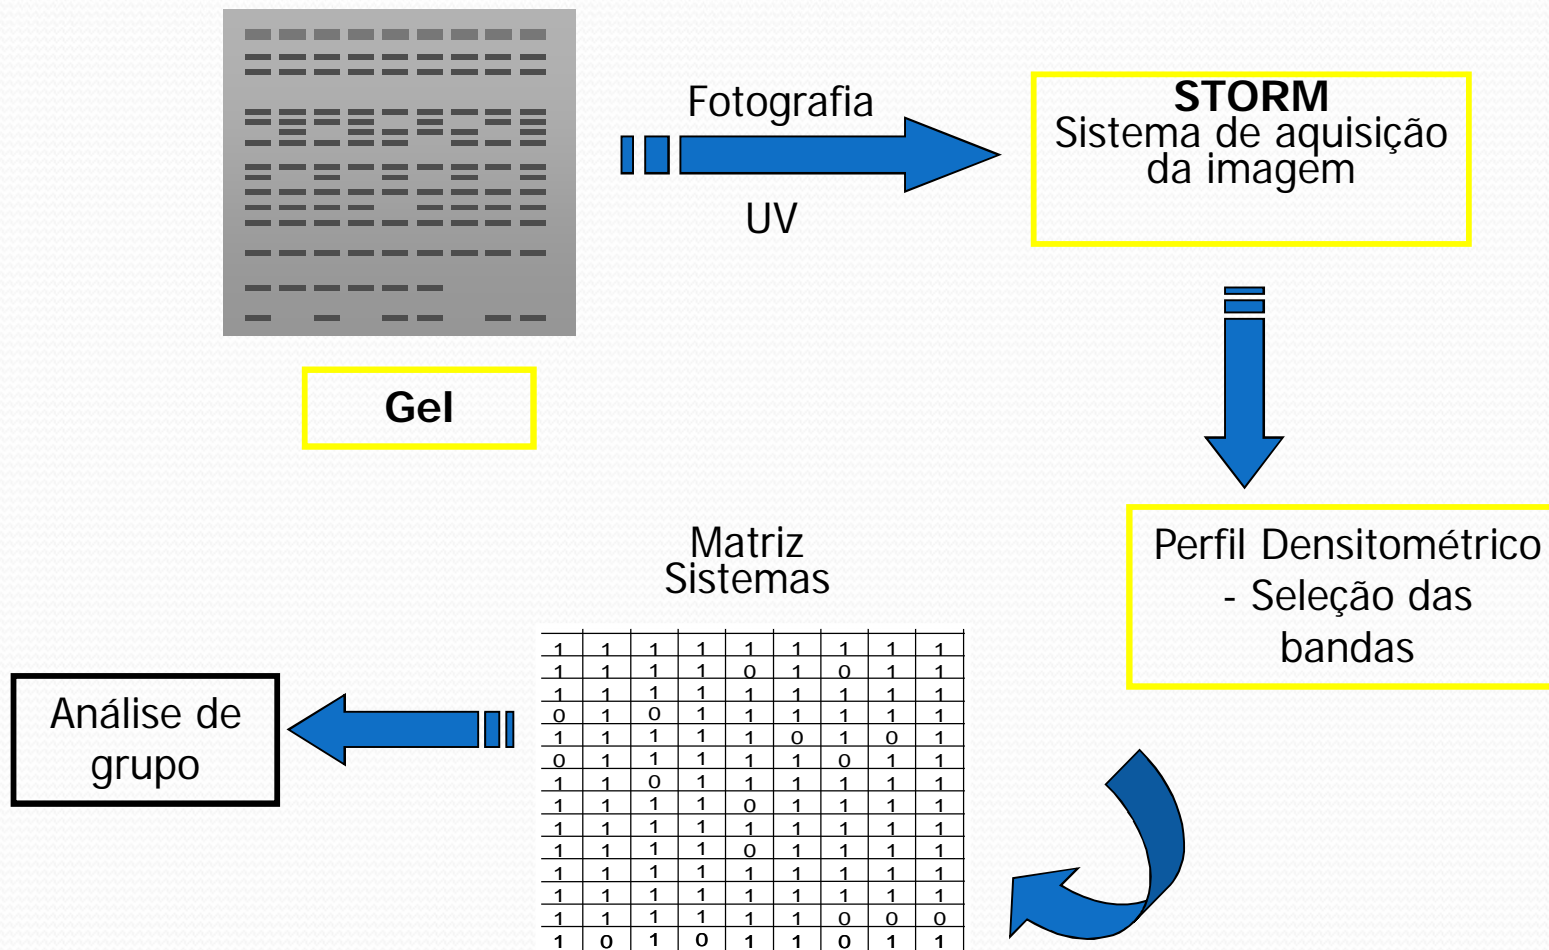 Fotografia
UV
STORM
Sistema de aquisição
da imagem
Gel
Perfil Densitométrico
- Seleção das
bandas
Matriz
Sistemas
1 1 1 1 1 1 1 1 1
1 1 1 1 0 1 0 1 1
1 1 1 1 1 1 1 1 1
0 1 0 1 1 1 1 1 1
1 1 1 1 1 0 1 0 1
0 1 1 1 1 1 0 1 1
1 1 0 1 1 1 1 1 1
1 1 1 1 0 1 1 1 1
1 1 1 1 1 1 1 1 1
1 1 1 1 0 1 1 1 1
1 1 1 1 1 1 1 1 1
1 1 1 1 1 1 1 1 1
1 1 1 1 1 1 0 0 0
1 0 1 0 1 1 0 1 1
Análise de
grupo